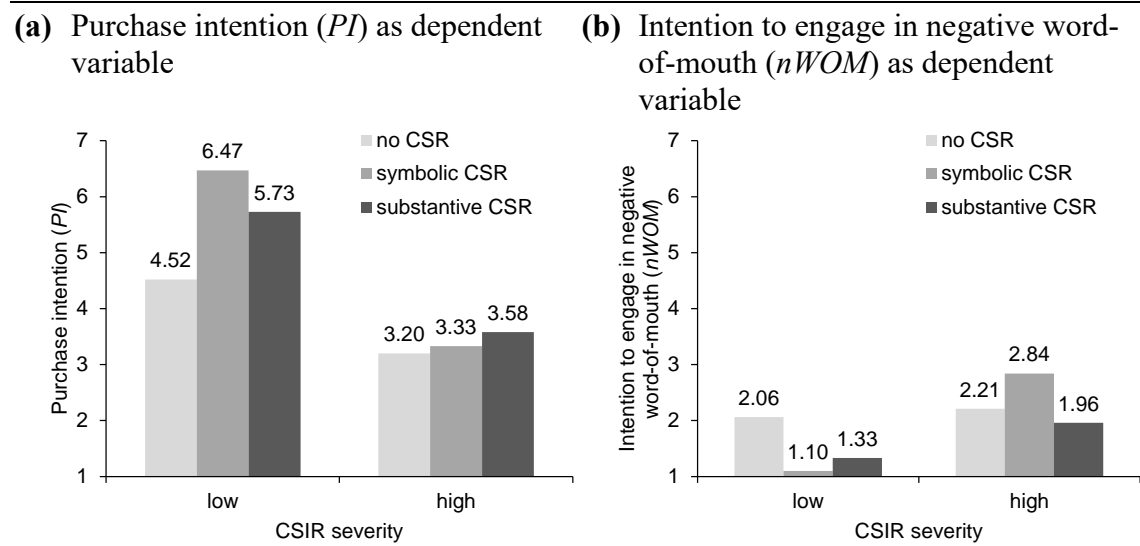 (a) Purchase intention (PI) as dependent
variable
7
6
5
4
3
2
1
Purchase intention (PI)
no CSR
symbolic CSR
substantive CSR
4.52
6.47
5.73
3.20
3.33
3.58
low
high
CSIR severity
(b) Intention to engage in negative word-
of-mouth (nWOM) as dependent
variable
7
6
5
4
3
2
1
Intention to engage in negative
word-of-mouth (nWOM)
no CSR
symbolic CSR
substantive CSR
2.06
1.10
1.33
2.21
2.84
1.96
low
high
CSIR severity